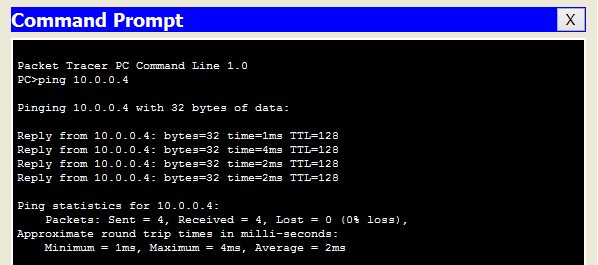 Command Prompt X
Packet Tracer PC Command Line 1.0
PC>ping 10.0.0.4
Pinging 10.0.0.4 with 32 bytes of data:
Reply from 10.0.0.4: bytes=32 time=1ms TTL=128
Reply from 10.0.0.4: bytes=32 time=4ms TTL=128
Reply from 10.0.0.4: bytes=32 time=2ms TTL=128
Reply from 10.0.0.4: bytes=32 time=2ms TTL=128
Ping statistics for 10.0.0.4:
    Packets: Sent = 4, Received = 4, Lost = 0 (0% loss),
Approximate round trip times in milli-seconds:
    Minimum = 1ms, Maximum = 4ms, Average = 2ms